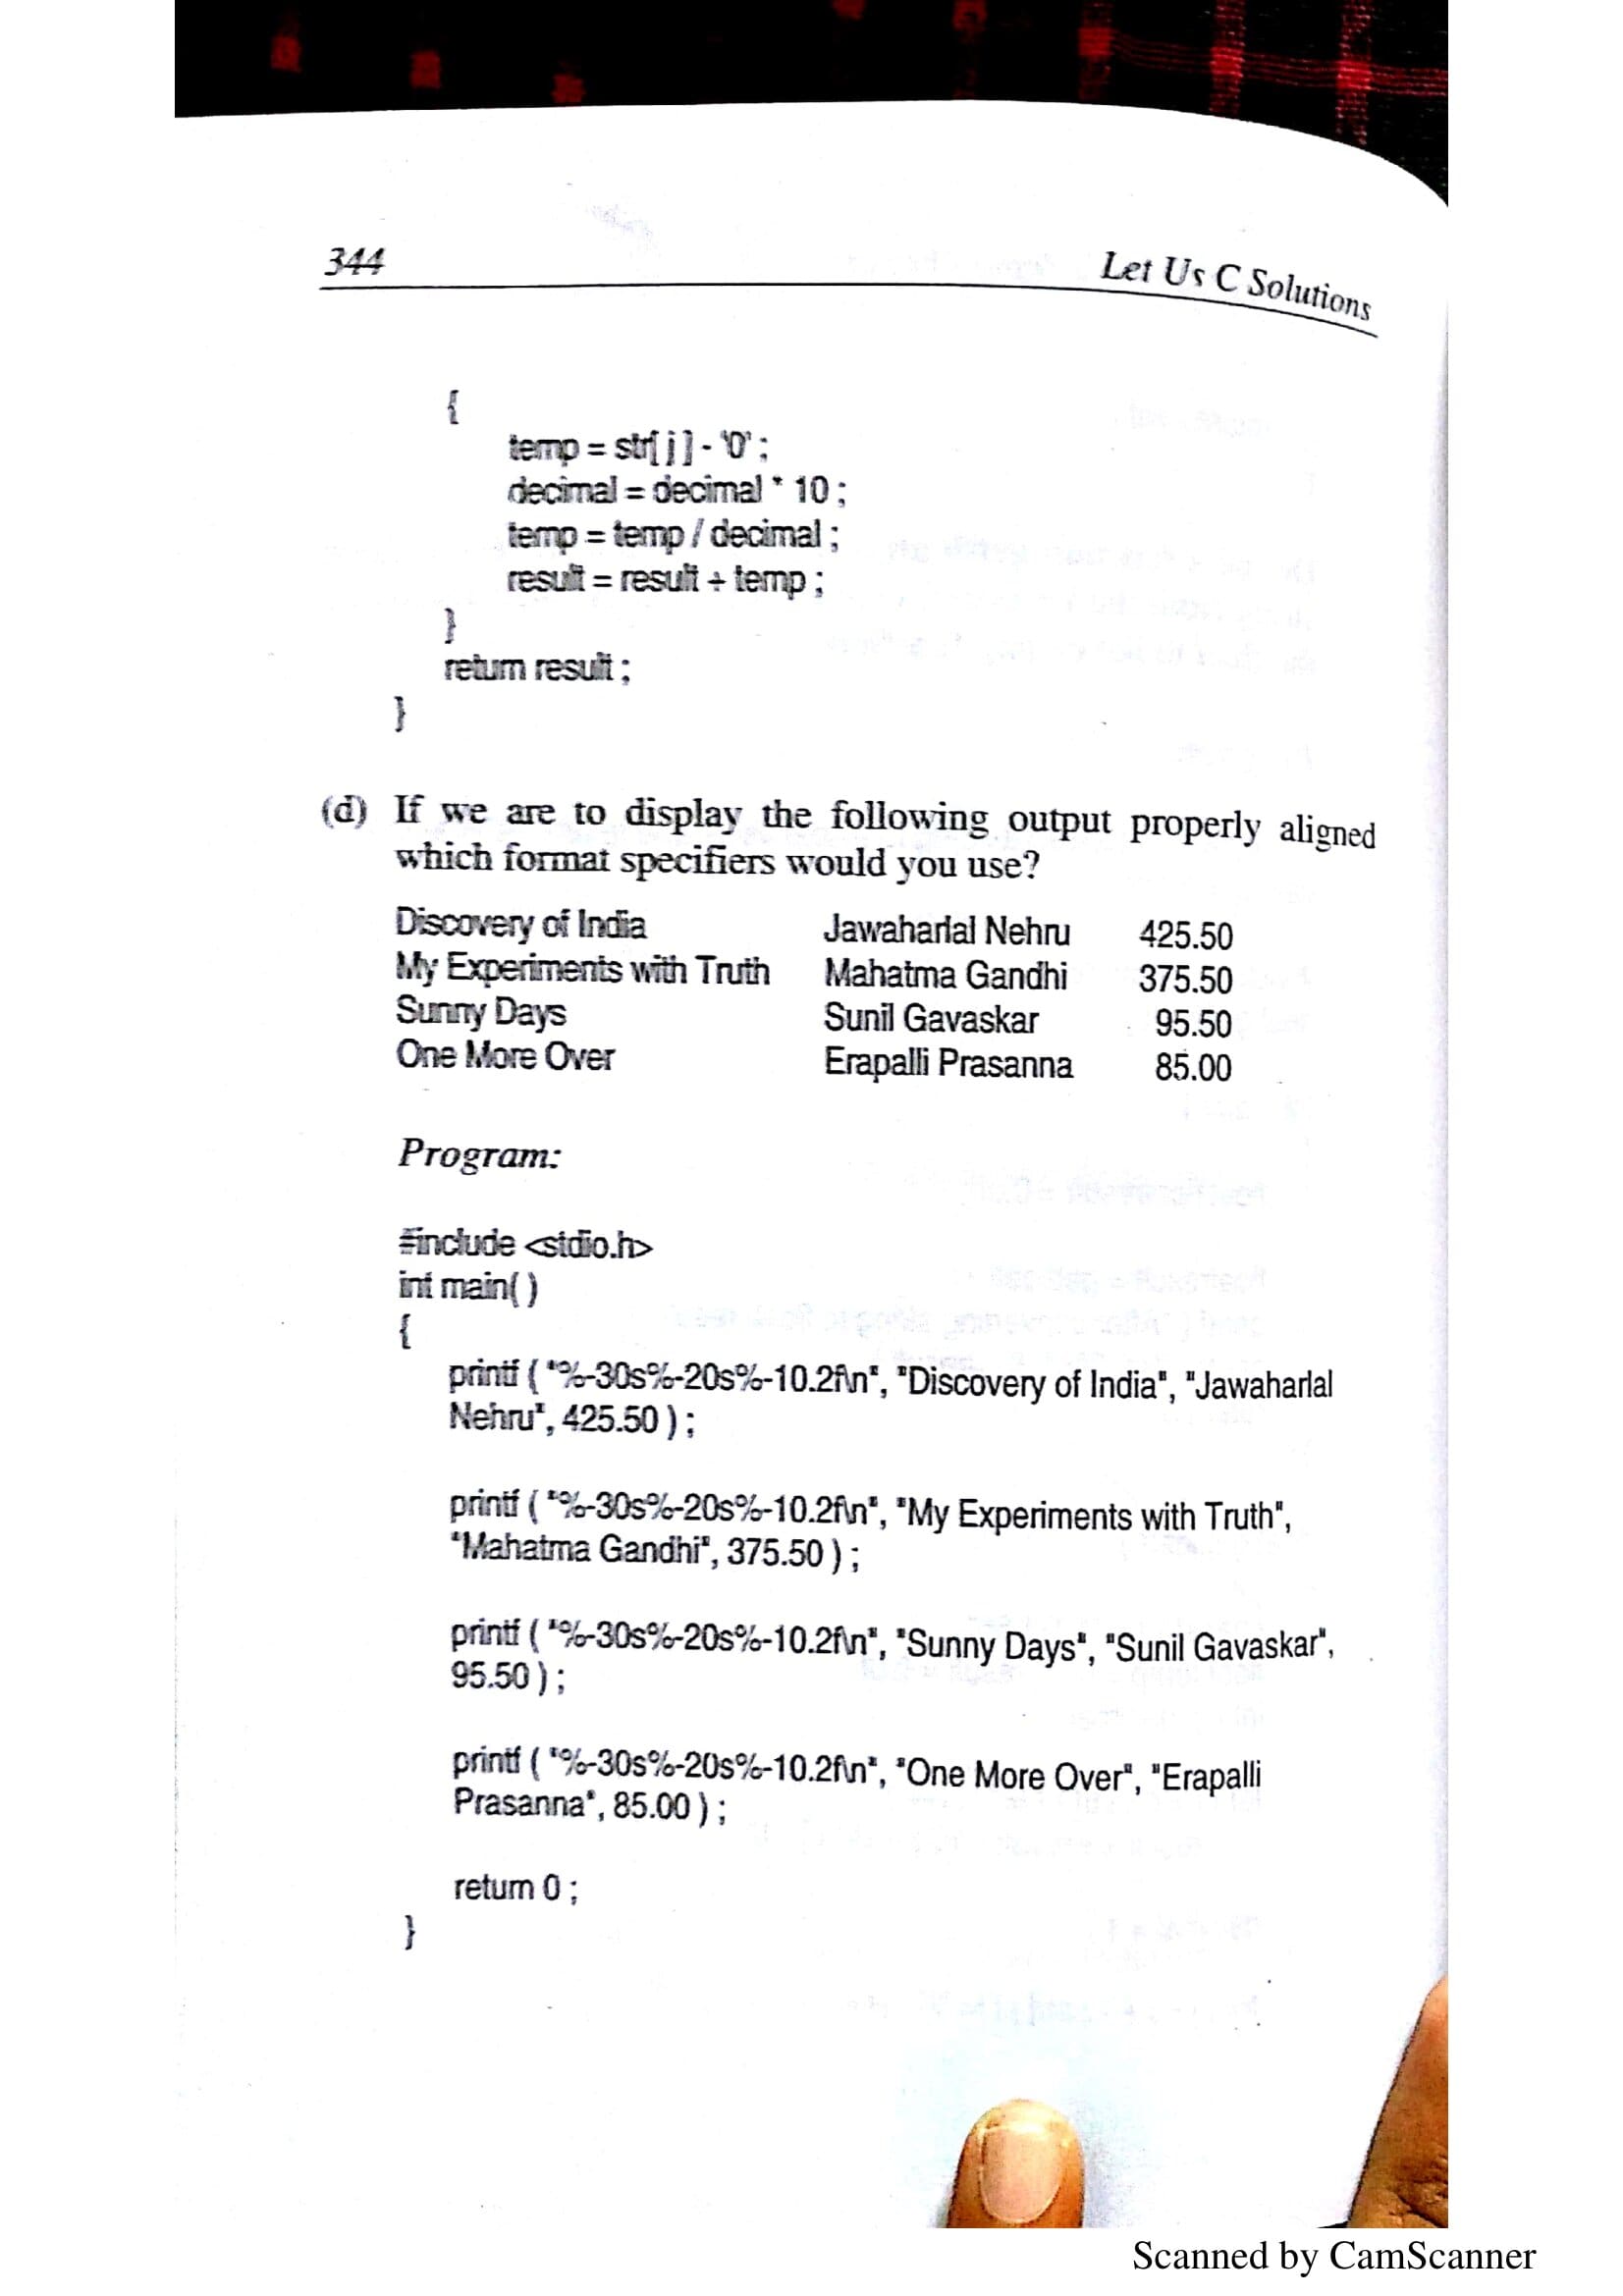 344
Let Us C Solutions
{
temp = str[ j ] - '0' ;
decimal = decimal * 10 ;
temp = temp / decimal ;
result = result + temp ;
}
return result ;
}
(d) If we are to display the following output properly aligned
which format specifiers would you use?
Discovery of India Jawaharlal Nehru 425.50
My Experiments with Truth Mahatma Gandhi 375.50
Sunny Days Sunil Gavaskar 95.50
One More Over Erapalli Prasanna 85.00
Program:
#include <stdio.h>
int main( )
{
printf ( "%-30s%-20s%-10.2f\n", "Discovery of India", "Jawaharlal
Nehru", 425.50 ) ;
printf ( "%-30s%-20s%-10.2f\n", "My Experiments with Truth",
"Mahatma Gandhi", 375.50 ) ;
printf ( "%-30s%-20s%-10.2f\n", "Sunny Days", "Sunil Gavaskar",
95.50 ) ;
printf ( "%-30s%-20s%-10.2f\n", "One More Over", "Erapalli
Prasanna", 85.00 ) ;
return 0 ;
}
Scanned by CamScanner